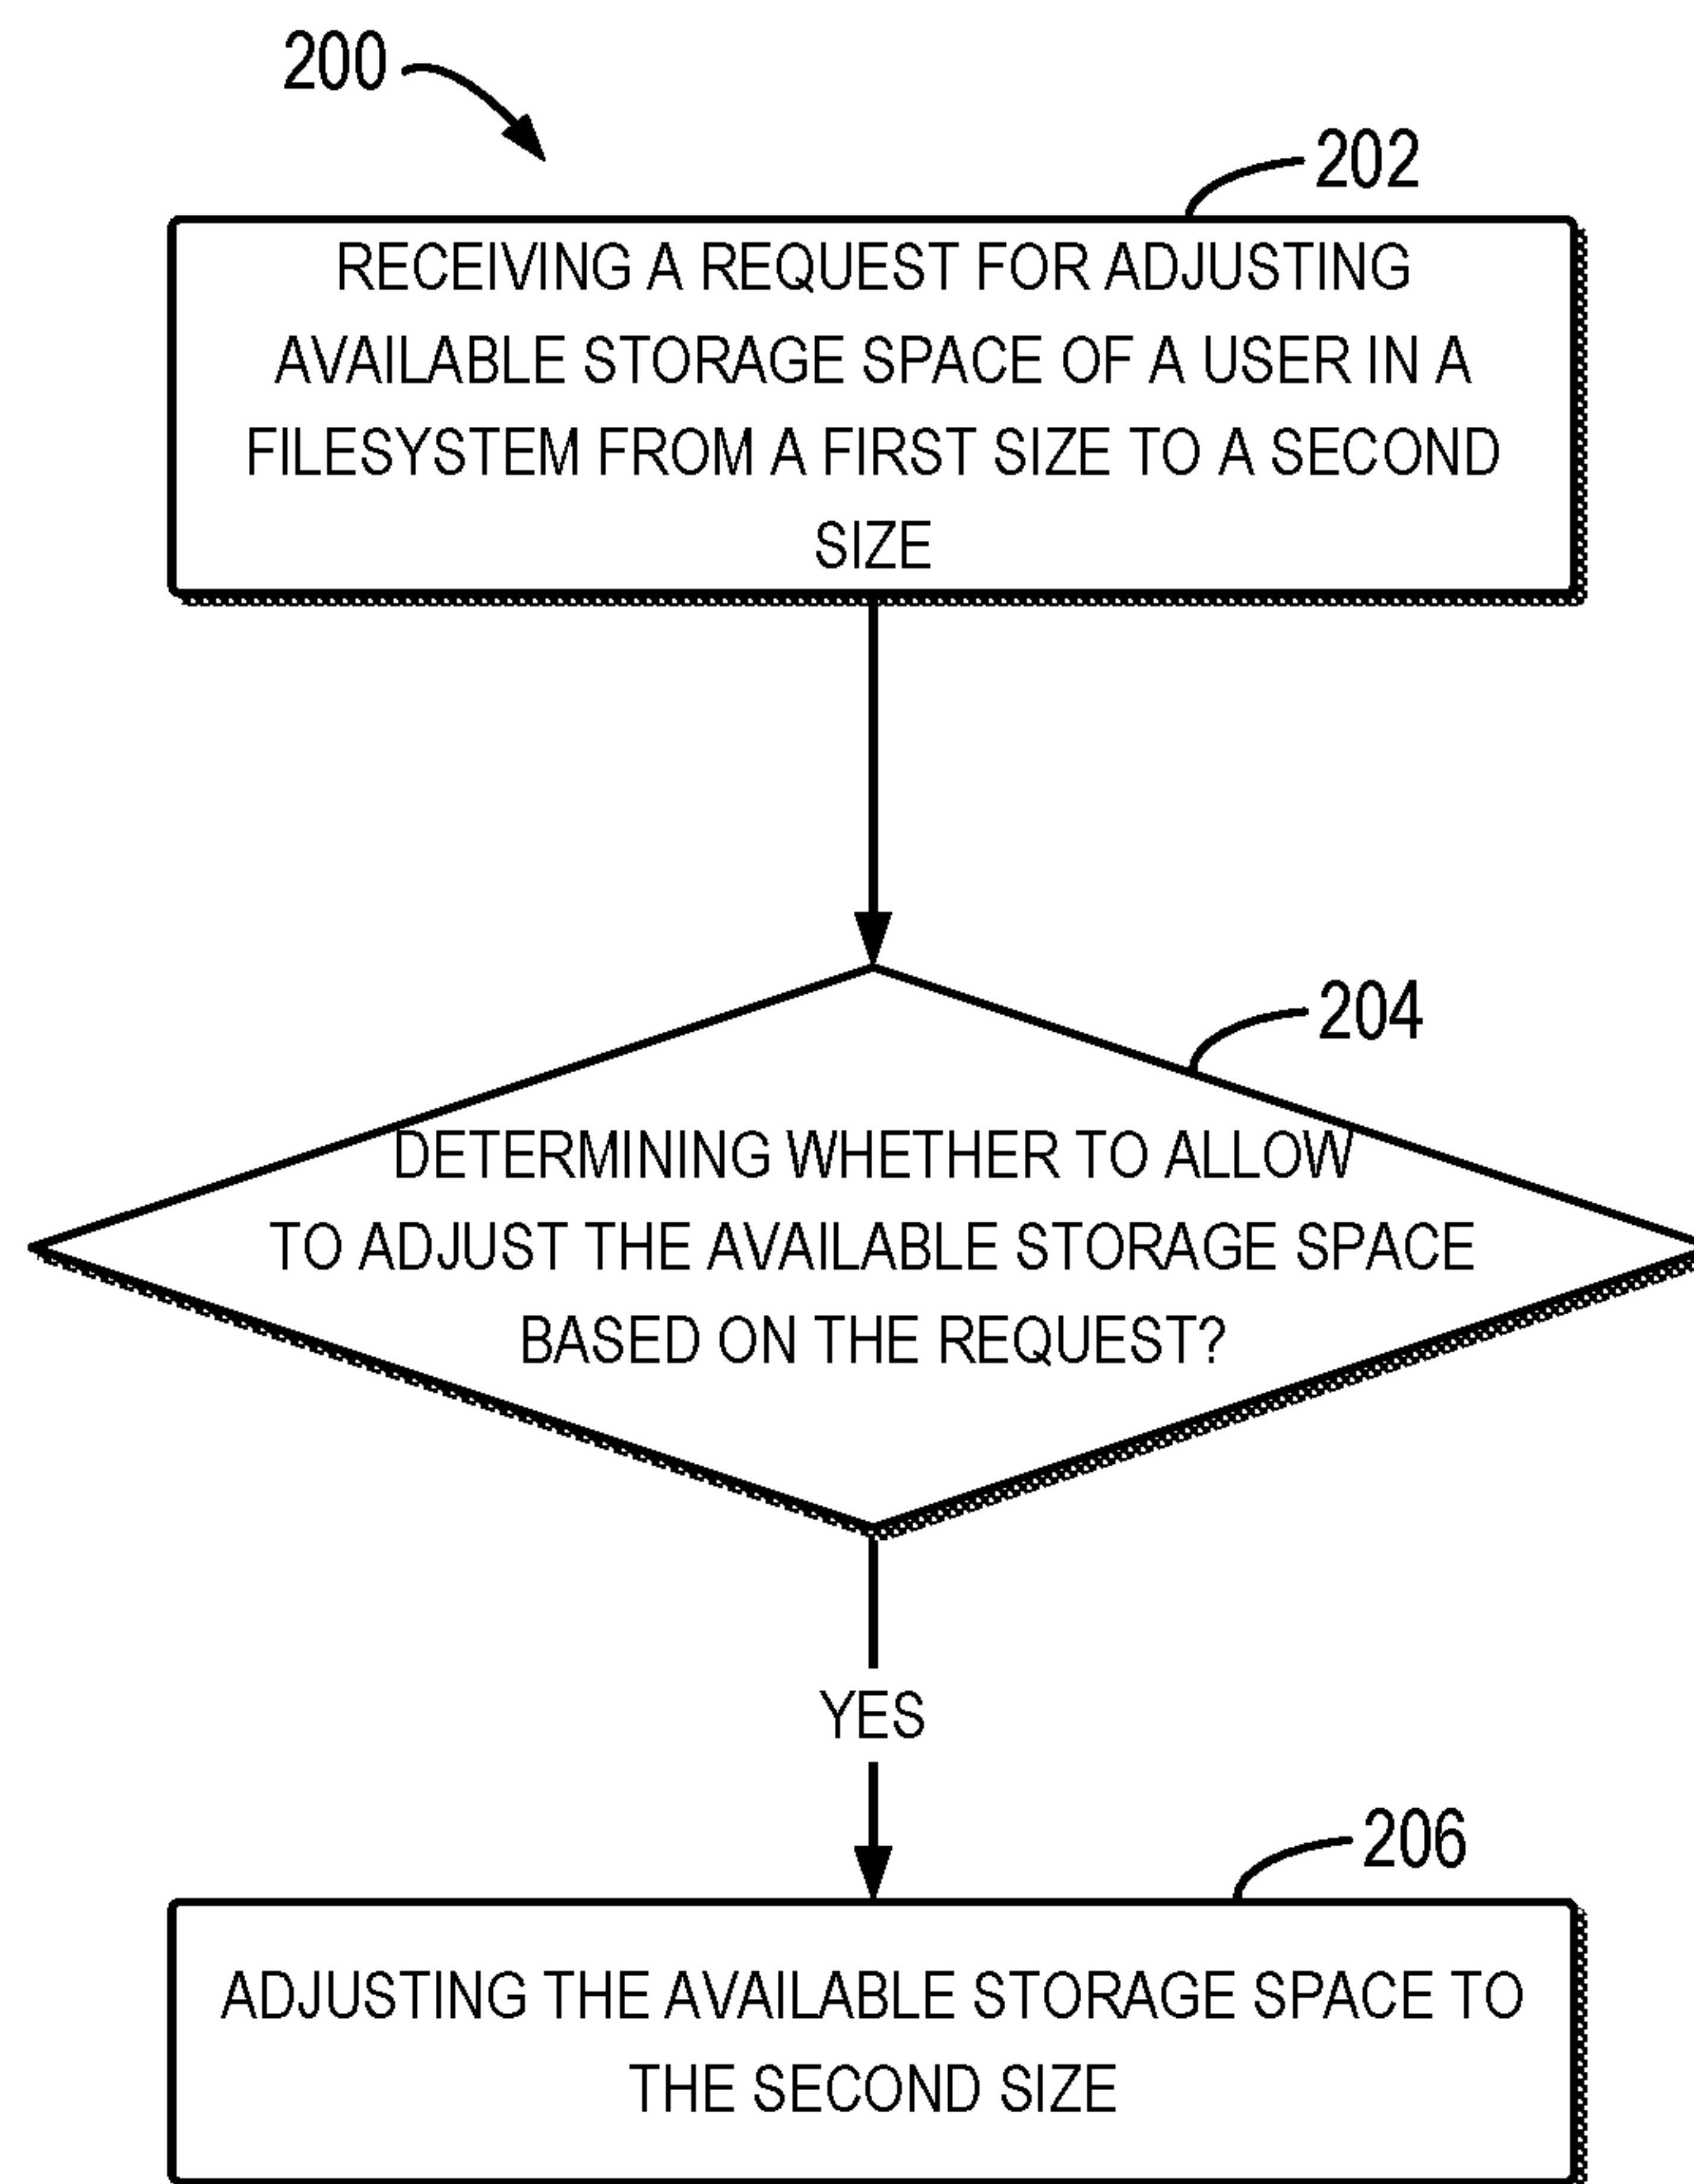 200
202
RECEIVING A REQUEST FOR ADJUSTING
AVAILABLE STORAGE SPACE OF A USER IN A
FILESYSTEM FROM A FIRST SIZE TO A SECOND
SIZE
204
DETERMINING WHETHER TO ALLOW
TO ADJUST THE AVAILABLE STORAGE SPACE
BASED ON THE REQUEST?
YES
206
ADJUSTING THE AVAILABLE STORAGE SPACE TO
THE SECOND SIZE